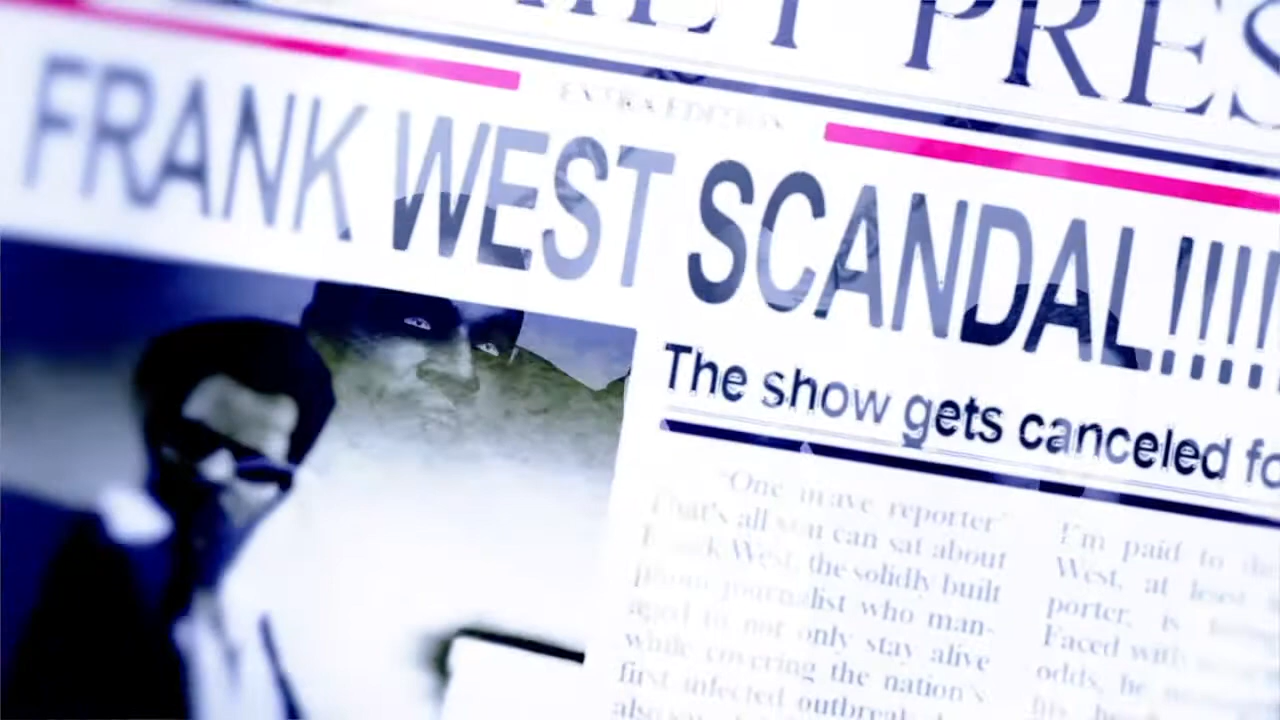 PRES
EXTRA EDITION
FRANK WEST SCANDAL!!!!
The show gets canceled fo
"One brave reporter"
That's all you can sat about
Frank West, the solidly built
photo journalist who man-
aged to not only stay alive
while covering the nation's
first infected outbreak
I'm paid to
West, at least
porter, is
Faced with
odds, he
his